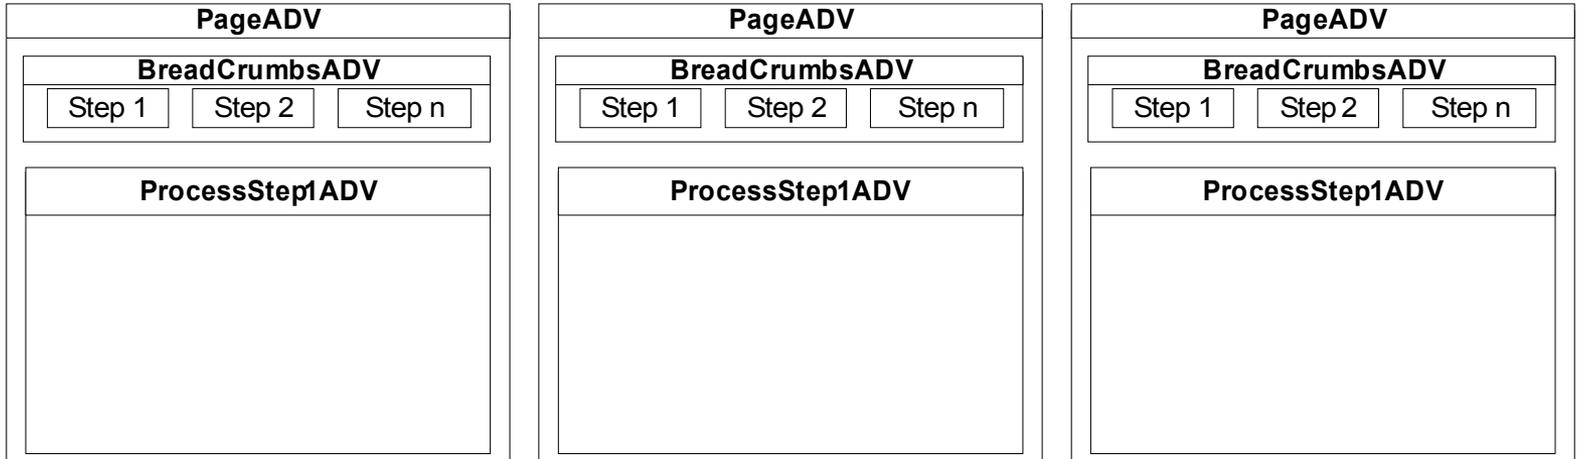 PageADV PageADV PageADV
BreadCrumbsADV BreadCrumbsADV BreadCrumbsADV
Step 1 Step 2 Step n Step 1 Step 2 Step n Step 1 Step 2 Step n
ProcessStep1ADV ProcessStep1ADV ProcessStep1ADV